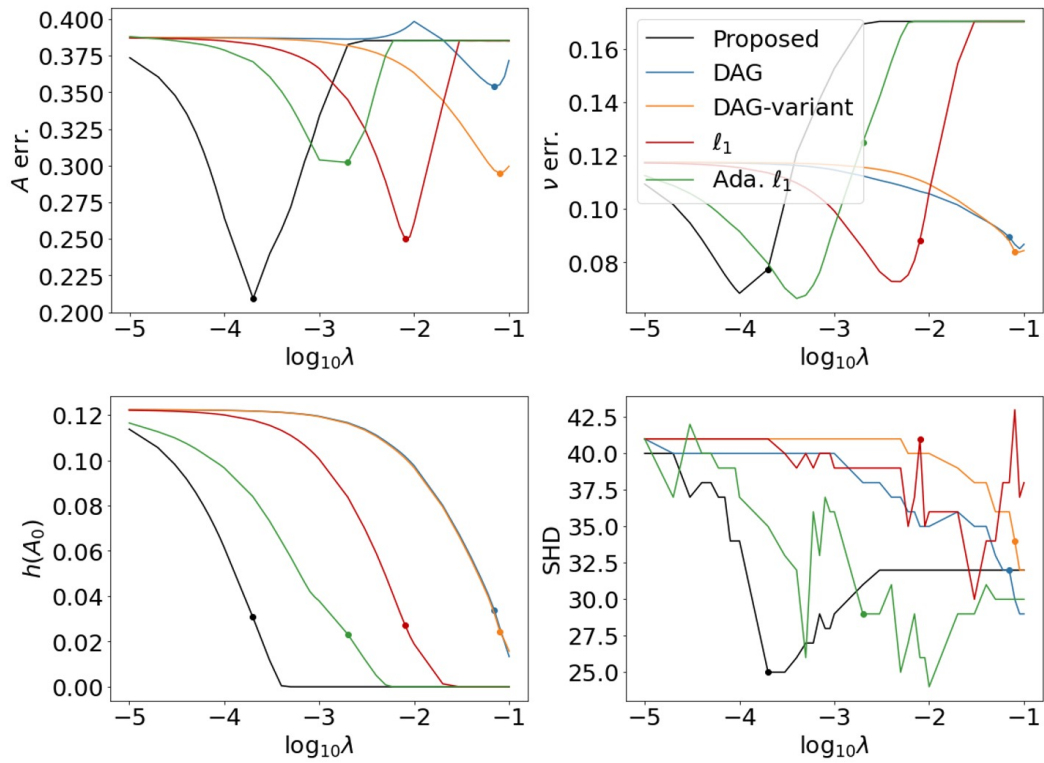 0.400
0.375
0.350
0.325
0.300
0.275
0.250
0.225
0.200
A err.
−5 −4 −3 −2 −1
log₁₀λ
0.16
0.14
0.12
0.10
0.08
ν err.
Proposed
DAG
DAG-variant
ℓ₁
Ada. ℓ₁
−5 −4 −3 −2 −1
log₁₀λ
0.12
0.10
0.08
0.06
0.04
0.02
0.00
h(A₀)
−5 −4 −3 −2 −1
log₁₀λ
42.5
40.0
37.5
35.0
32.5
30.0
27.5
25.0
SHD
−5 −4 −3 −2 −1
log₁₀λ